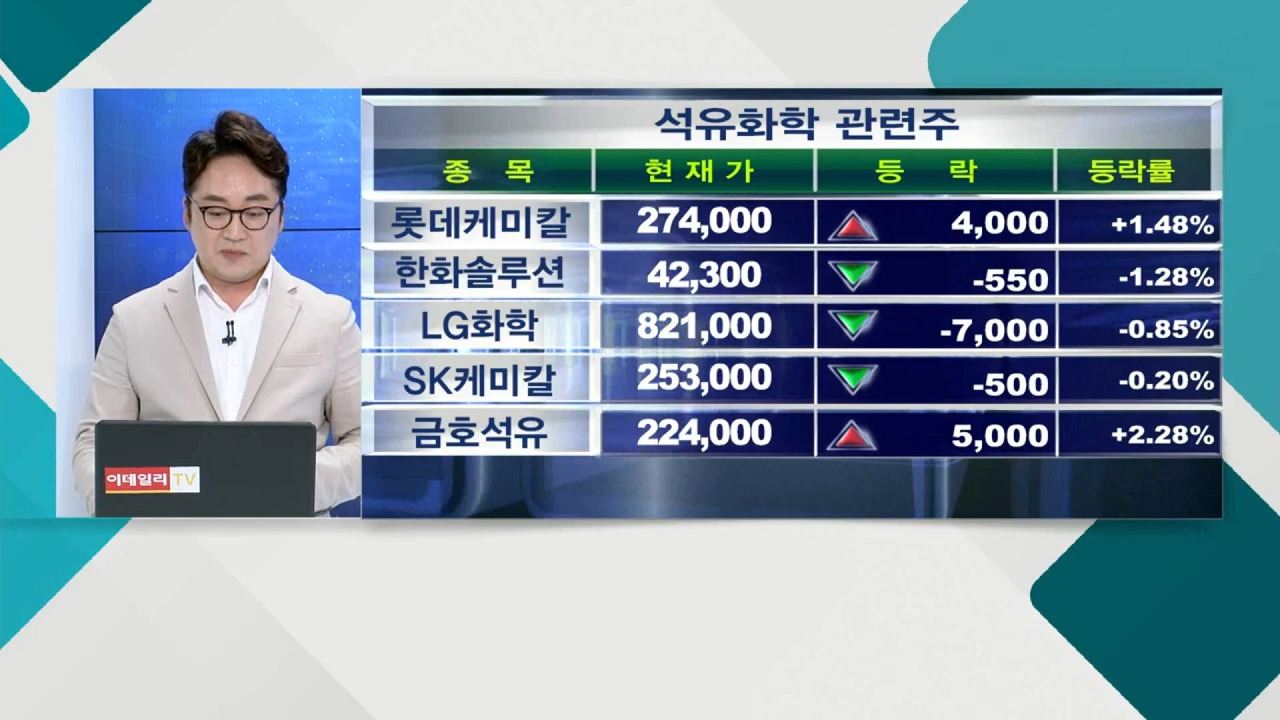 석유화학 관련주
종 목 현 재 가 등 락 등락률
롯데케미칼 274,000 4,000 +1.48%
한화솔루션 42,300 -550 -1.28%
LG화학 821,000 -7,000 -0.85%
SK케미칼 253,000 -500 -0.20%
금호석유 224,000 5,000 +2.28%
이데일리 TV